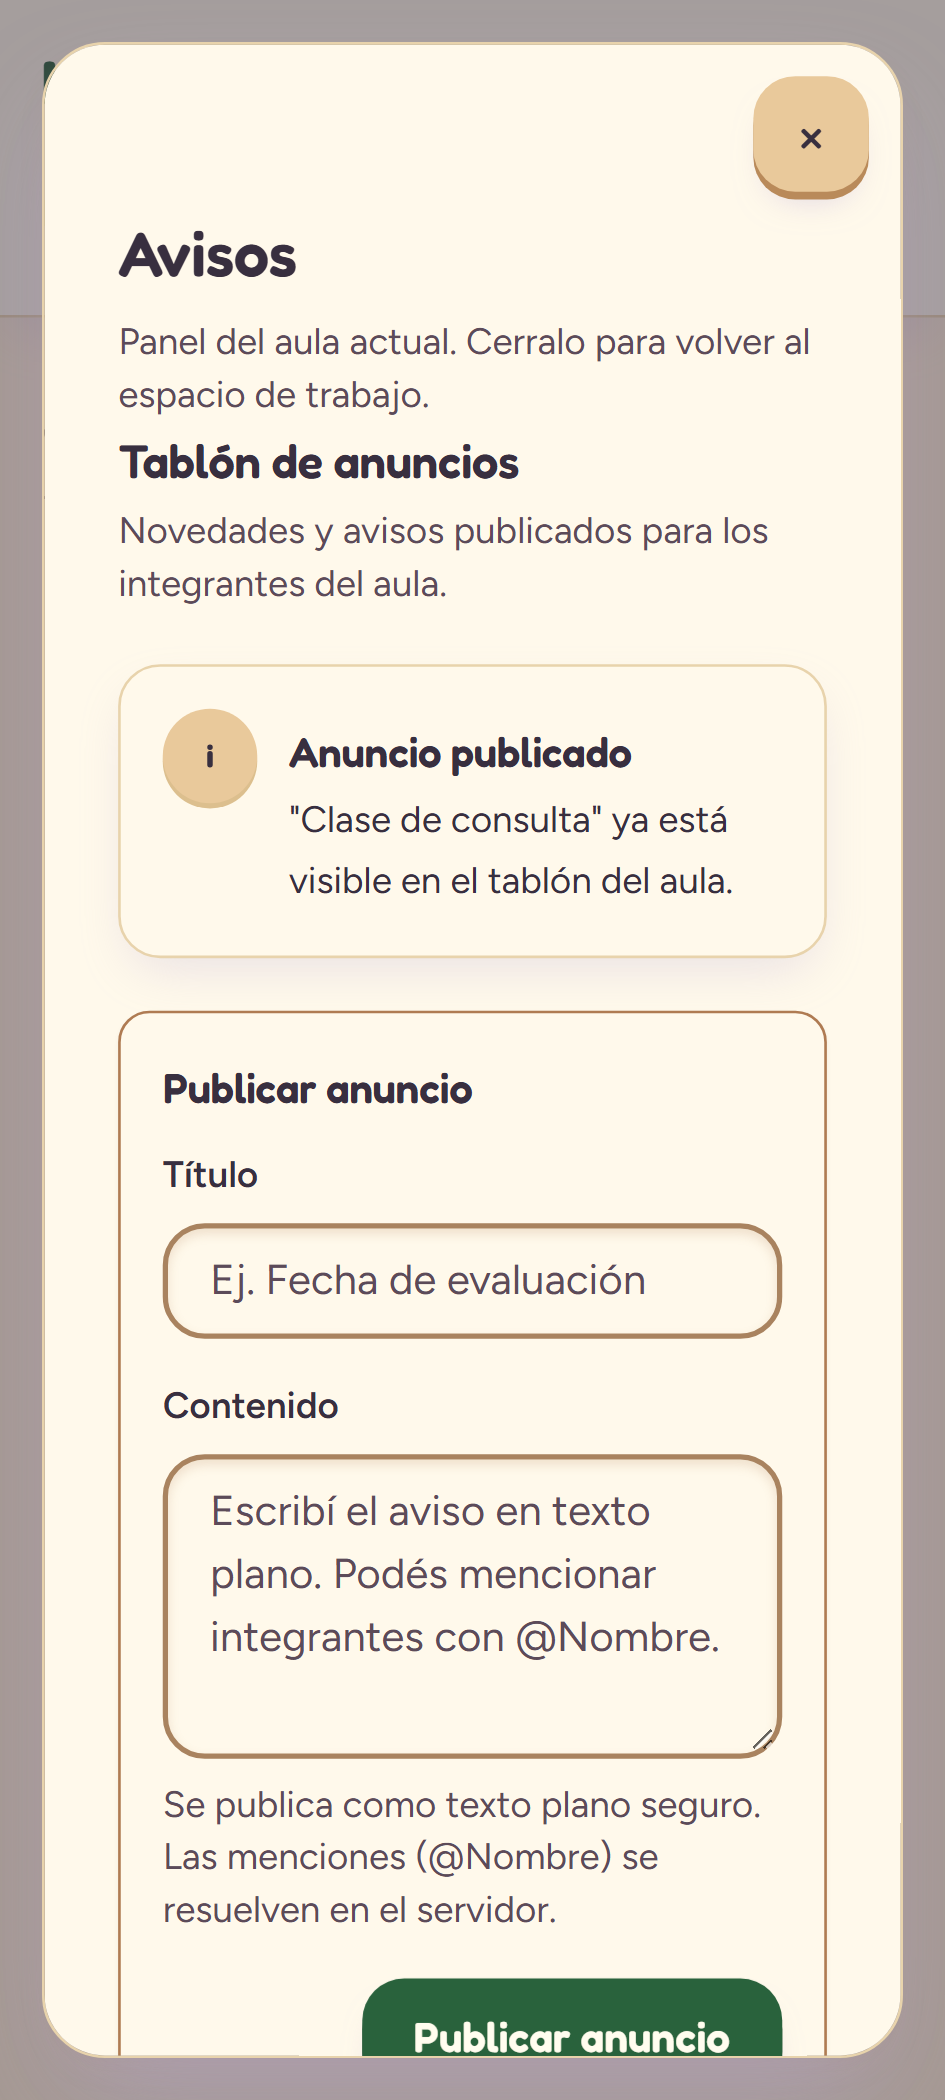 ×
Avisos
Panel del aula actual. Cerralo para volver al
espacio de trabajo.
Tablón de anuncios
Novedades y avisos publicados para los
integrantes del aula.
i
Anuncio publicado
"Clase de consulta" ya está
visible en el tablón del aula.
Publicar anuncio
Título
Ej. Fecha de evaluación
Contenido
Escribí el aviso en texto
plano. Podés mencionar
integrantes con @Nombre.
Se publica como texto plano seguro.
Las menciones (@Nombre) se
resuelven en el servidor.
Publicar anuncio